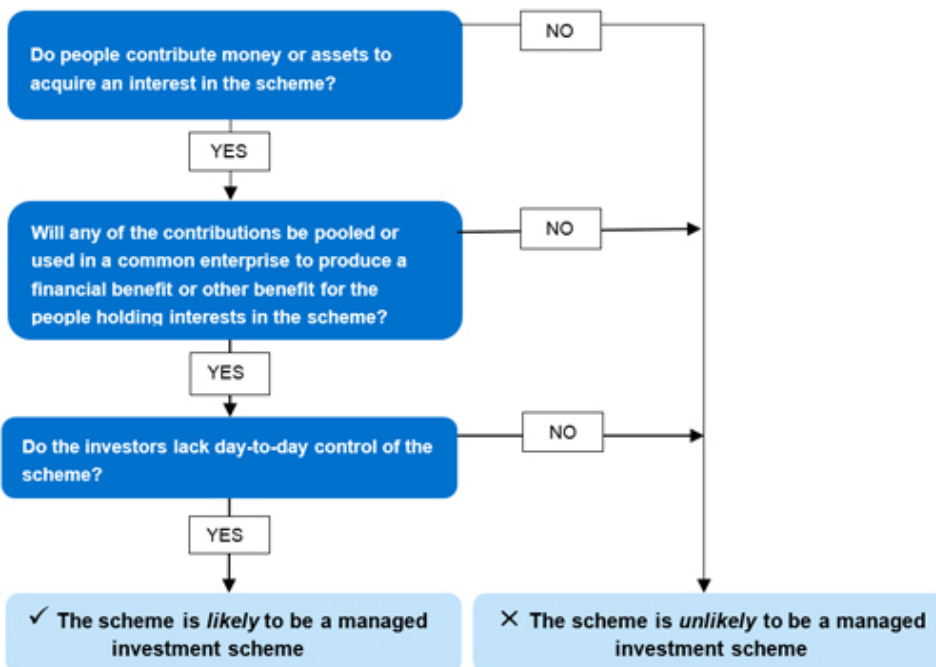 Do people contribute money or assets to
acquire an interest in the scheme?
NO
YES
Will any of the contributions be pooled or
used in a common enterprise to produce a
financial benefit or other benefit for the
people holding interests in the scheme?
NO
YES
Do the investors lack day-to-day control of the
scheme?
NO
YES
✓ The scheme is likely to be a managed
investment scheme
✕ The scheme is unlikely to be a managed
investment scheme